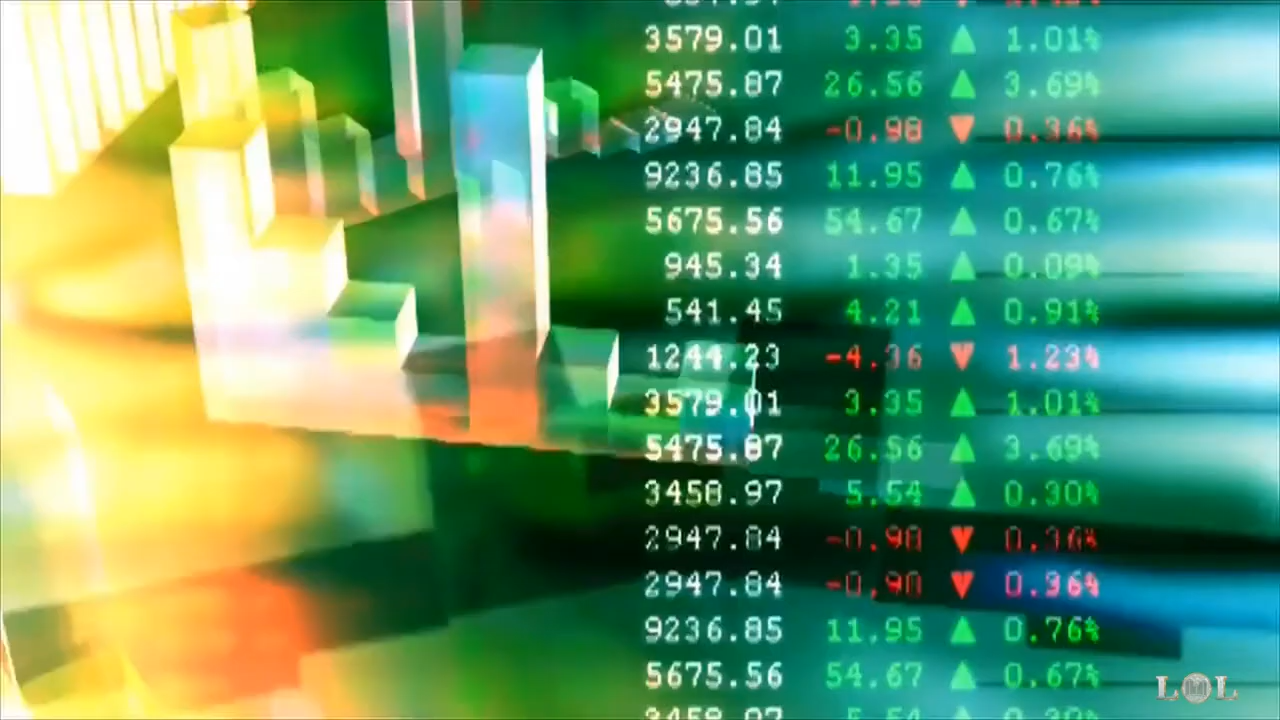 3579.01 3.35 ▲ 1.01%
5475.87 26.56 ▲ 3.69%
2947.84 -0.98 ▼ 0.36%
9236.85 11.95 ▲ 0.76%
5675.56 54.67 ▲ 0.67%
945.34 1.35 ▲ 0.09%
541.45 4.21 ▲ 0.91%
1244.23 -4.36 ▼ 1.23%
3579.01 3.35 ▲ 1.01%
5475.87 26.56 ▲ 3.69%
3458.97 5.54 ▲ 0.30%
2947.84 -0.98 ▼ 0.36%
2947.84 -0.98 ▼ 0.36%
9236.85 11.95 ▲ 0.76%
5675.56 54.67 ▲ 0.67%
LOL